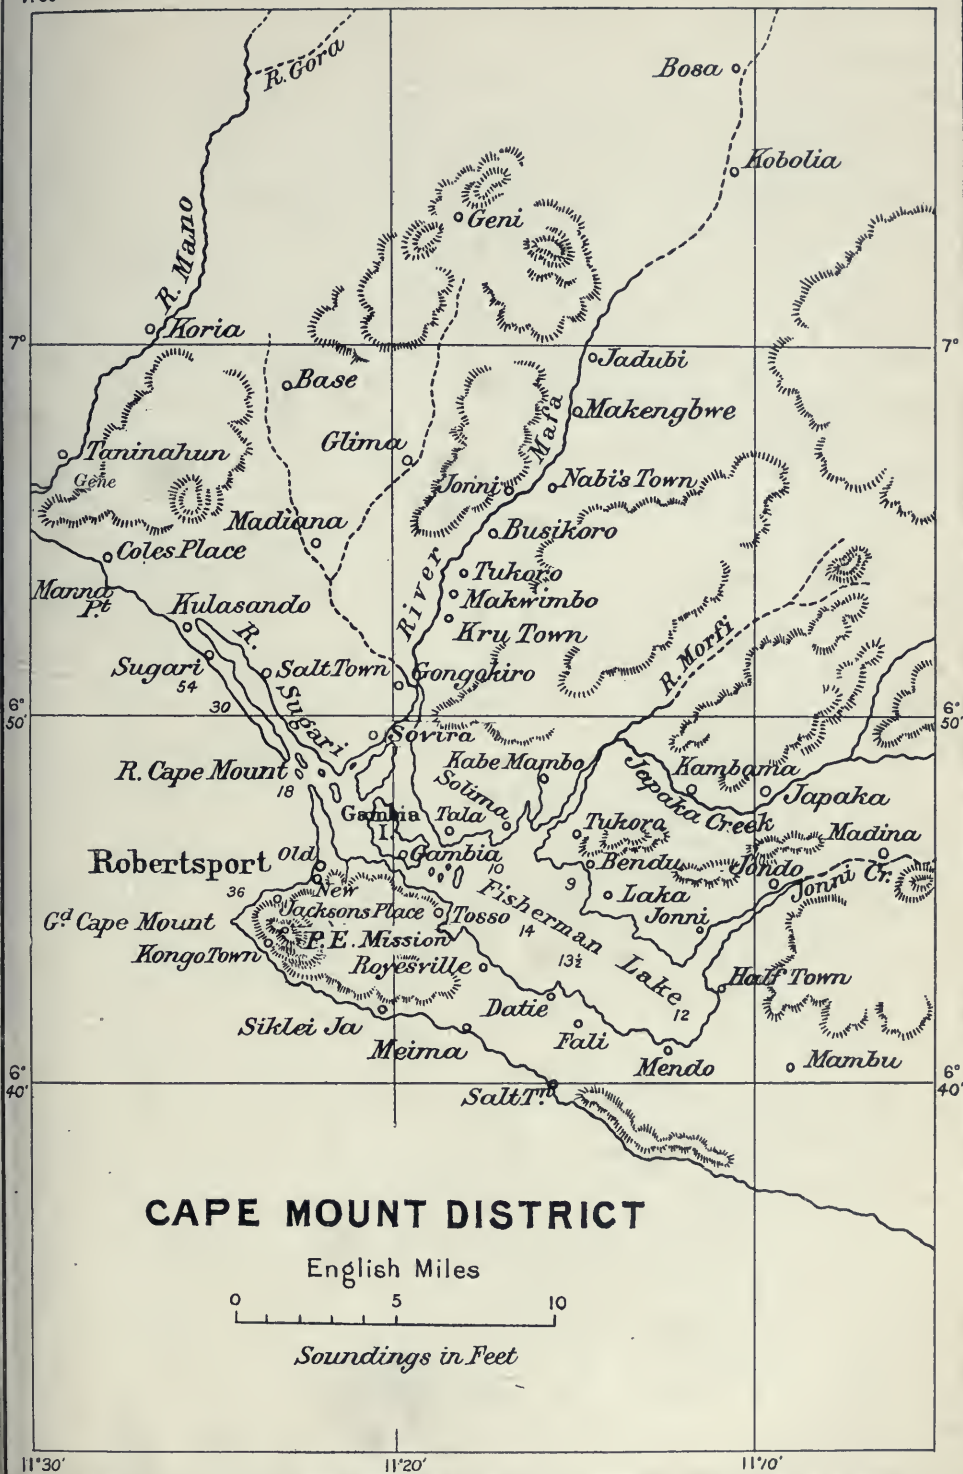 R. Gora
Bosa
Kobolia
Geni
R. Mano
Koria
7°
7°
Jadubi
Base
Makengbwe
Mafa
Glima
Taninahun
Gene
Jonni
Nabi's Town
Madiana
Busikoro
Coles Place
Tukoro
Manna
Pt.
Makwimbo
Kulasando
River
Kru Town
R.
Sugari
R. Morfi
Sugari
Salt Town
Gongokiro
54
30
6°
50'
6°
50'
Sovira
R. Cape Mount
Kabe Mambo
Kambama
18
Solima
Japaka
Creek
Japaka
Gambia
I.
Tala
Tukora
Madina
Robertsport
Old
Gambia
10
Bendu
Jondo
New
9
Jonni Cr.
36
Jacksons Place
Tosso
Fisherman
Lake
Laka
Gd. Cape Mount
14
Jonni
P.E. Mission
Kongo Town
13½
Royesville
Half Town
Datie
12
Siklei Ja
Fali
Meima
Mendo
Mambu
6°
40'
6°
40'
Salt Tn.
CAPE MOUNT DISTRICT
English Miles
0 5 10
Soundings in Feet
11°30' 11°20' 11°10'